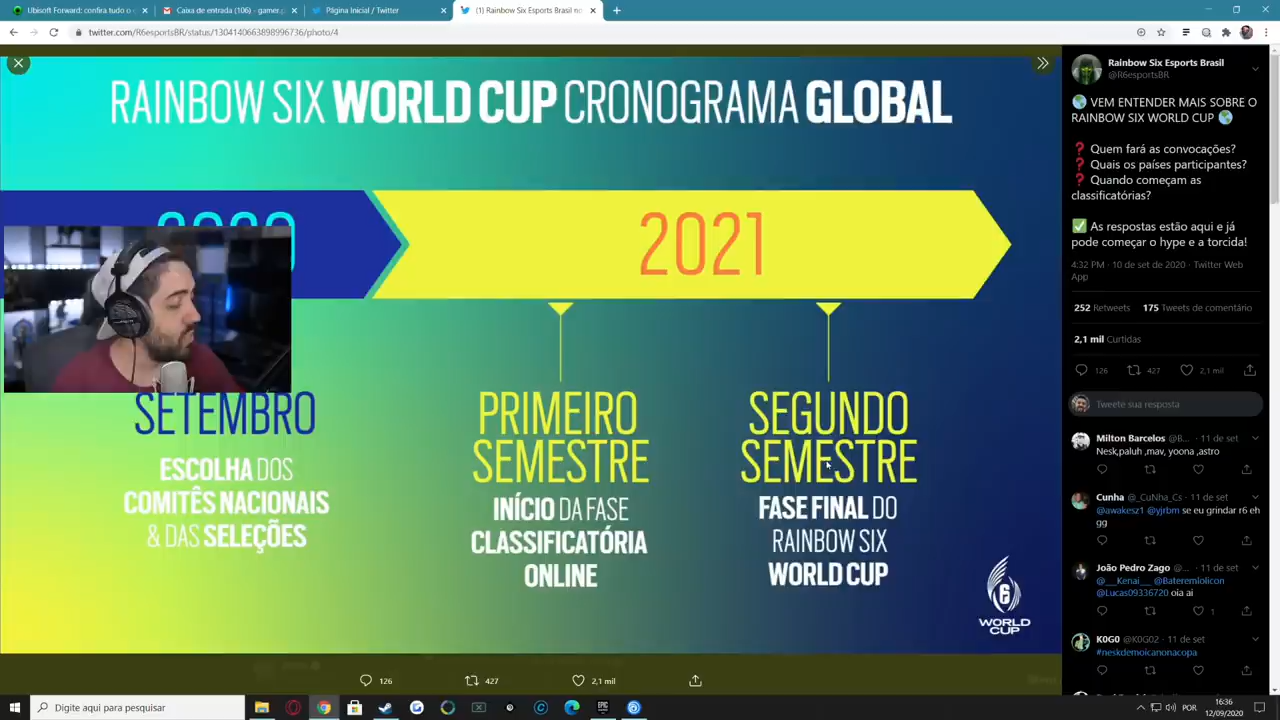 Ubisoft Forward: confira tudo o
Caixa de entrada (106) - gamer.p
Página Inicial / Twitter
(1) Rainbow Six Esports Brasil no
twitter.com/R6esportsBR/status/1304140663898996736/photo/4
RAINBOW SIX WORLD CUP CRONOGRAMA GLOBAL
2020
2021
SETEMBRO
ESCOLHA DOS
COMITÊS NACIONAIS
& DAS SELEÇÕES
PRIMEIRO
SEMESTRE
INÍCIO DA FASE
CLASSIFICATÓRIA
ONLINE
SEGUNDO
SEMESTRE
FASE FINAL DO
RAINBOW SIX
WORLD CUP
WORLD
CUP
126
427
2,1 mil
Rainbow Six Esports Brasil
@R6esportsBR
VEM ENTENDER MAIS SOBRE O
RAINBOW SIX WORLD CUP
Quem fará as convocações?
Quais os países participantes?
Quando começam as
classificatórias?
As respostas estão aqui e já
pode começar o hype e a torcida!
4:32 PM · 10 de set de 2020 · Twitter Web
App
252 Retweets 175 Tweets de comentário
2,1 mil Curtidas
126
427
2,1 mil
Tweete sua resposta
Milton Barcelos @B... · 11 de set
Nesk,paluh ,mav, yoona ,astro
Cunha @_CuNha_Cs · 11 de set
@awakesz1 @yjrbm se eu grindar r6 eh
gg
João Pedro Zago @... · 11 de set
@___Kenai___ @Bateremlolicon
@Lucas09336720 oia ai
1
K0G0 @K0G02 · 11 de set
#neskdemoicanonacopa
Digite aqui para pesquisar
POR
16:36
12/09/2020